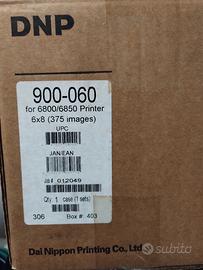 DNP
900-060
for 6800/6850 Printer
6x8 (375 images)
UPC
JAN/EAN
J8# 012049
Qty: 1 case (1 sets)
306 Box #: 403
Dai Nippon Printing Co., Ltd.
subito